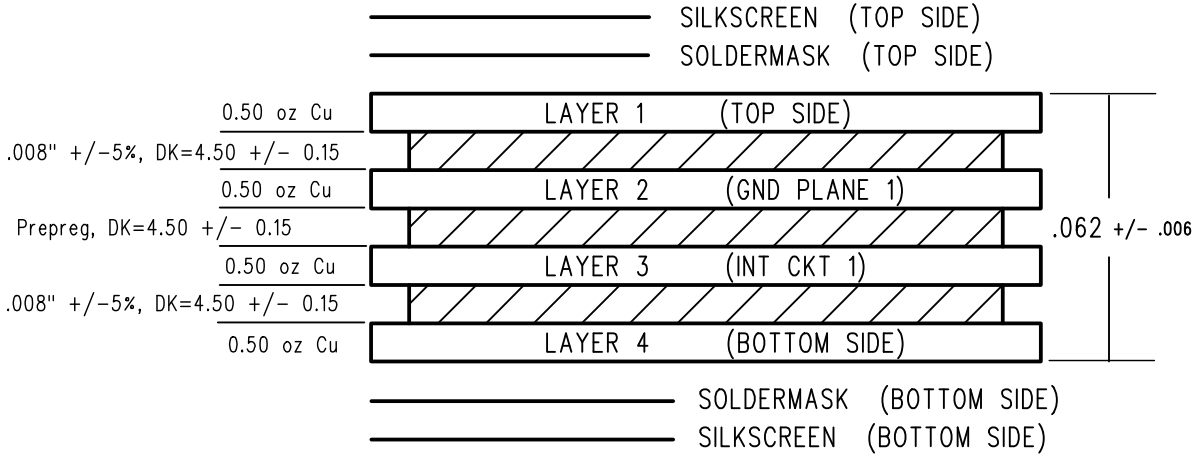 SILKSCREEN (TOP SIDE)
SOLDERMASK (TOP SIDE)
0.50 oz Cu LAYER 1 (TOP SIDE)
.008" +/-5%, DK=4.50 +/- 0.15
0.50 oz Cu LAYER 2 (GND PLANE 1)
Prepreg, DK=4.50 +/- 0.15 .062 +/- .006
0.50 oz Cu LAYER 3 (INT CKT 1)
.008" +/-5%, DK=4.50 +/- 0.15
0.50 oz Cu LAYER 4 (BOTTOM SIDE)
SOLDERMASK (BOTTOM SIDE)
SILKSCREEN (BOTTOM SIDE)